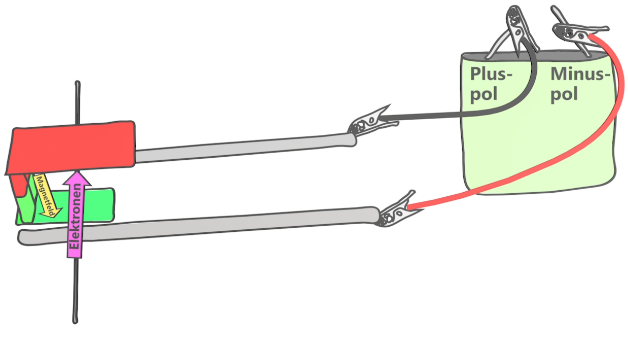 Plus-
pol
Minus-
pol
Magnetfeld
Elektronen